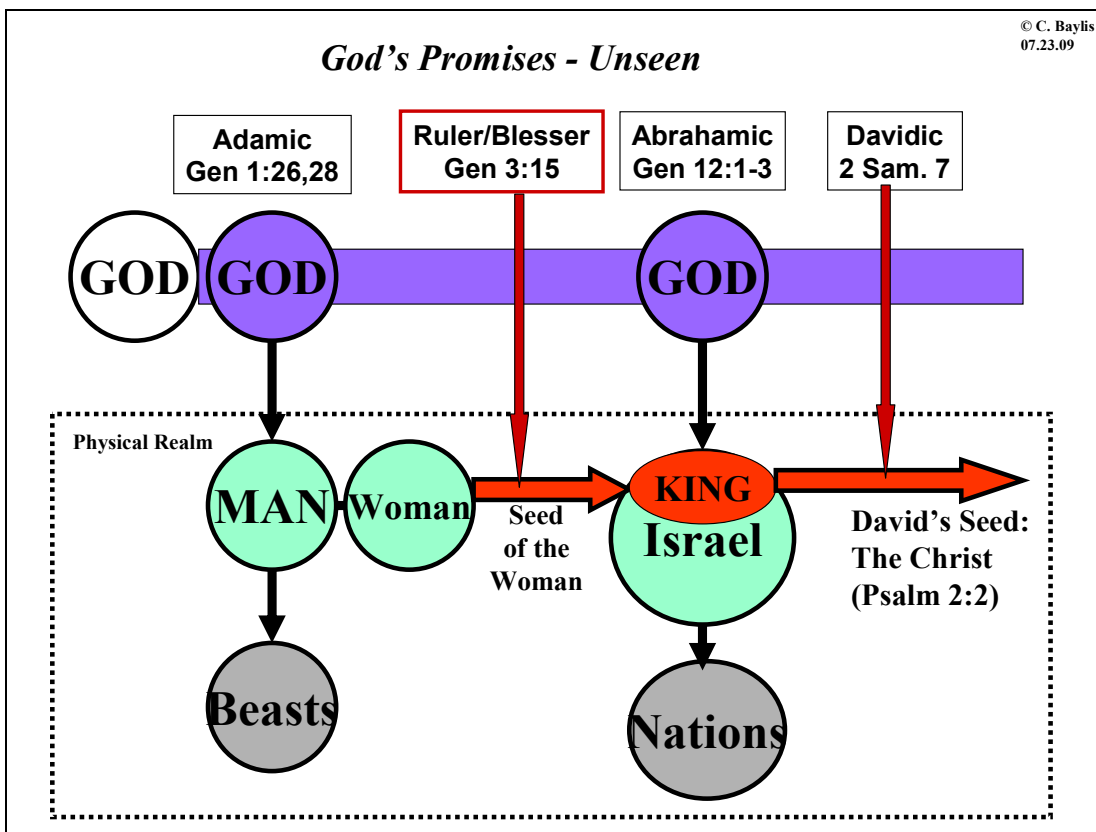 © C. Baylis
07.23.09
God's Promises - Unseen
Adamic
Gen 1:26,28
Ruler/Blesser
Gen 3:15
Abrahamic
Gen 12:1-3
Davidic
2 Sam. 7
GOD
GOD
GOD
Physical Realm
MAN
Woman
Seed
of the
Woman
KING
Israel
David's Seed:
The Christ
(Psalm 2:2)
Beasts
Nations